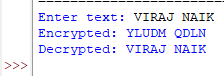 Enter text: VIRAJ NAIK
Encrypted: YLUDM QDLN
Decrypted: VIRAJ NAIK
>>>